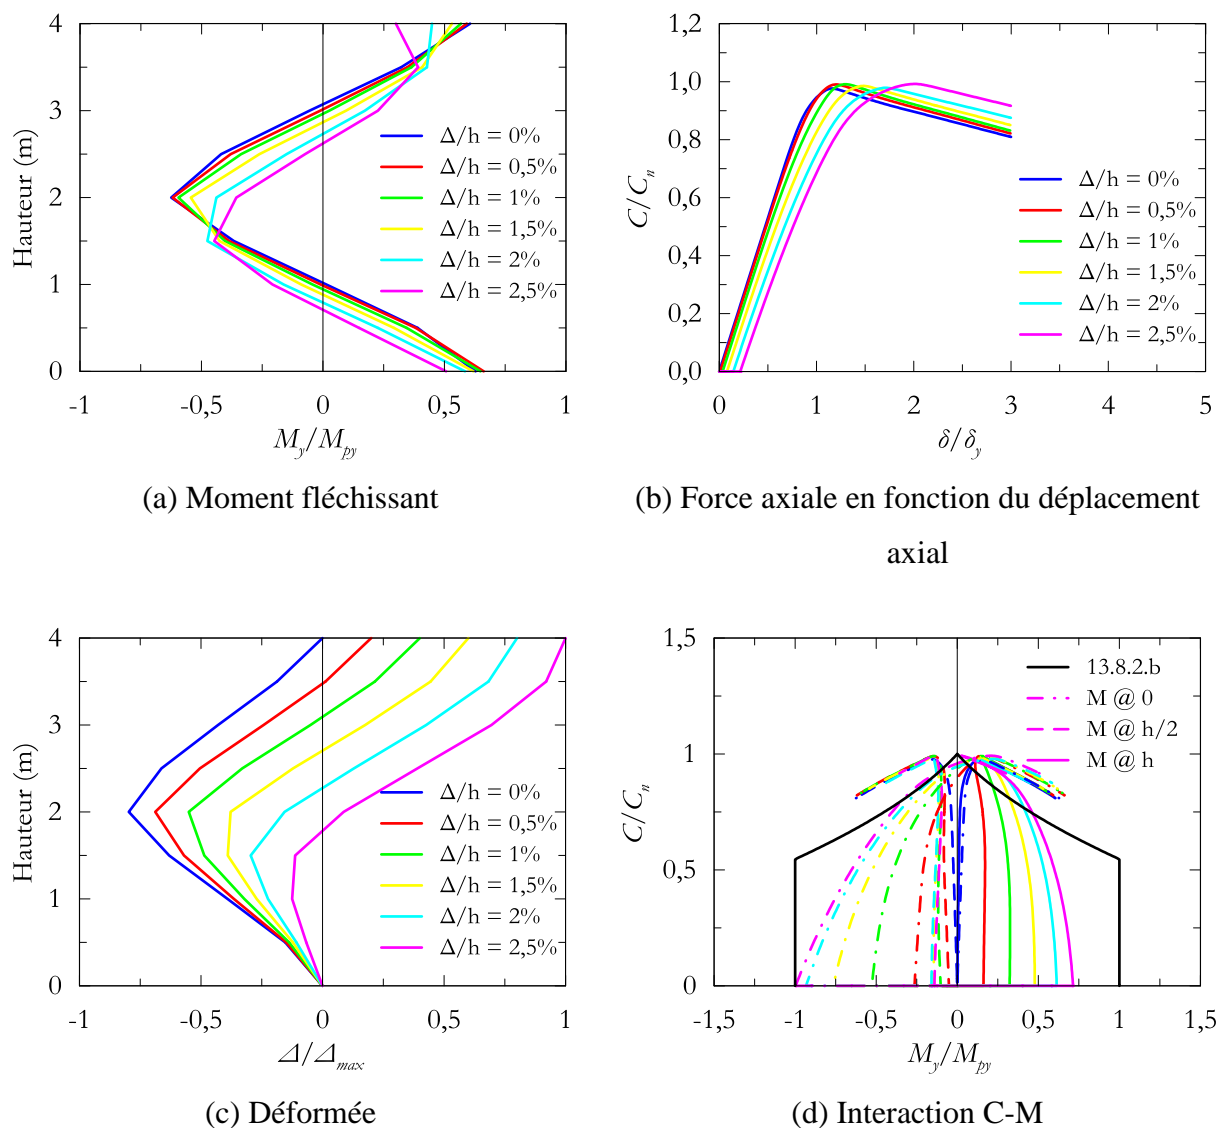 4
3
2
1
0
Hauteur (m)
Δ/h = 0%
Δ/h = 0,5%
Δ/h = 1%
Δ/h = 1,5%
Δ/h = 2%
Δ/h = 2,5%
-1 -0,5 0 0,5 1
My/Mpy
(a) Moment fléchissant
1,2
1,0
0,8
0,6
0,4
0,2
0,0
C/Cn
Δ/h = 0%
Δ/h = 0,5%
Δ/h = 1%
Δ/h = 1,5%
Δ/h = 2%
Δ/h = 2,5%
0 1 2 3 4 5
δ/δy
(b) Force axiale en fonction du déplacement
axial
4
3
2
1
0
Hauteur (m)
Δ/h = 0%
Δ/h = 0,5%
Δ/h = 1%
Δ/h = 1,5%
Δ/h = 2%
Δ/h = 2,5%
-1 -0,5 0 0,5 1
Δ/Δmax
(c) Déformée
1,5
1
0,5
0
C/Cn
13.8.2.b
M @ 0
M @ h/2
M @ h
-1,5 -1 -0,5 0 0,5 1 1,5
My/Mpy
(d) Interaction C-M